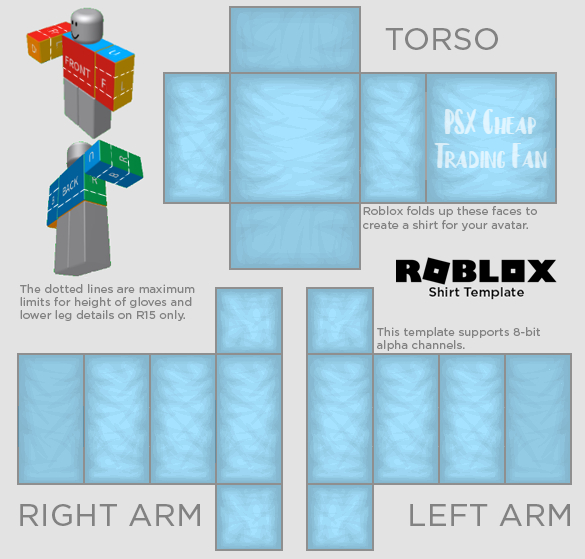 TORSO
FRONT
F
L
R
D
U
PSX CHEAP
TRADING FAN
BACK
U
R
B
R
Roblox folds up these faces to
create a shirt for your avatar.
ROBLOX
Shirt Template
The dotted lines are maximum
limits for height of gloves and
lower leg details on R15 only.
This template supports 8-bit
alpha channels.
RIGHT ARM
LEFT ARM